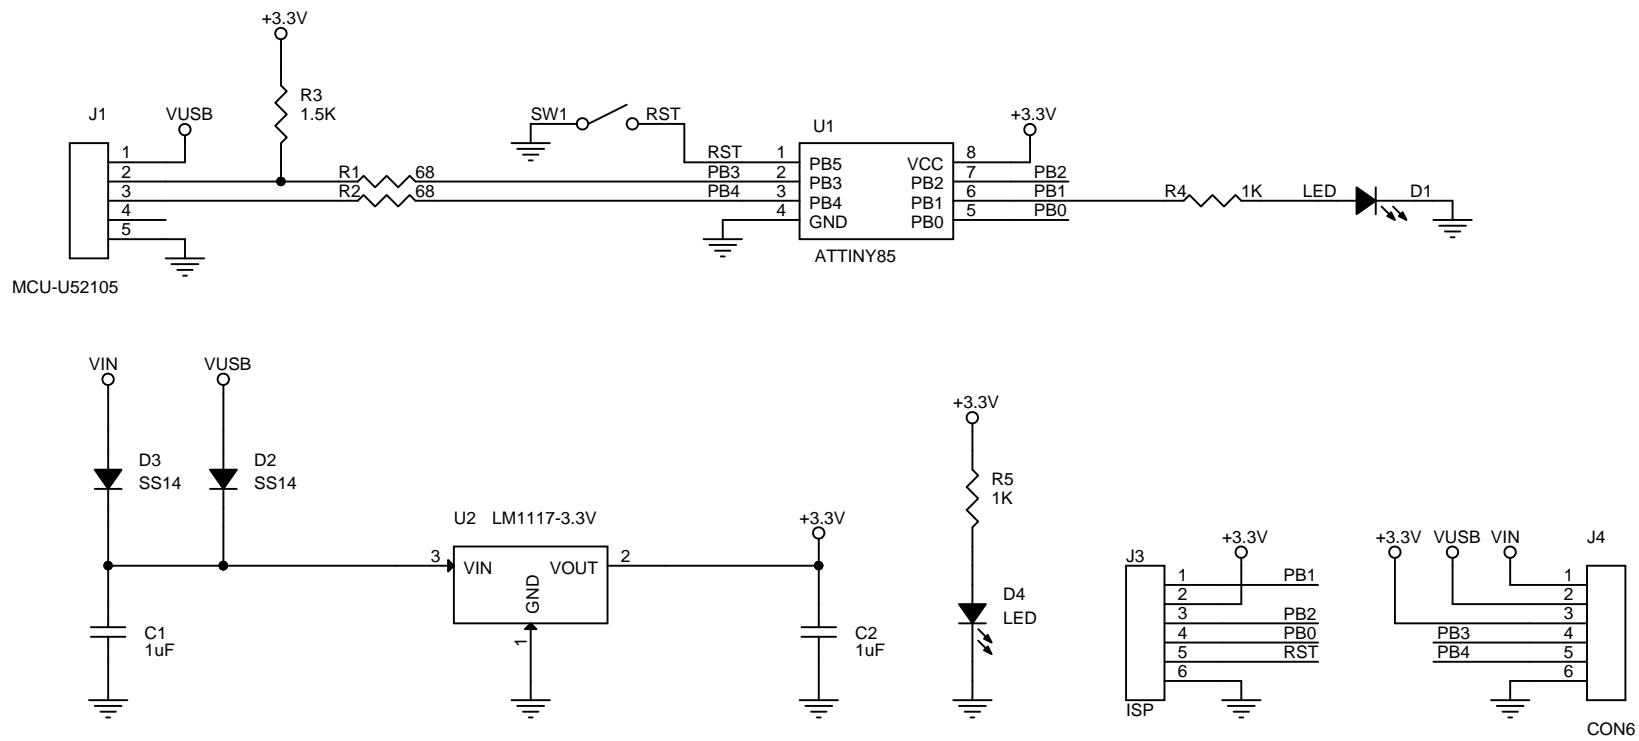 +3.3V
R3
1.5K
J1
VUSB
SW1
RST
U1
+3.3V
1
2
3
4
5
R1
68
R2
68
RST
PB3
PB4
1
2
3
4
PB5
PB3
PB4
GND
VCC
PB2
PB1
PB0
8
7
6
5
PB2
PB1
PB0
R4
1K
LED
D1
ATTINY85
MCU-U52105
VIN
VUSB
D3
SS14
D2
SS14
U2 LM1117-3.3V
3
VIN
VOUT
GND
2
1
+3.3V
C1
1uF
C2
1uF
+3.3V
R5
1K
D4
LED
J3
+3.3V
1
2
3
4
5
6
PB1
PB2
PB0
RST
ISP
+3.3V
VUSB
VIN
J4
1
2
3
4
5
6
PB3
PB4
CON6